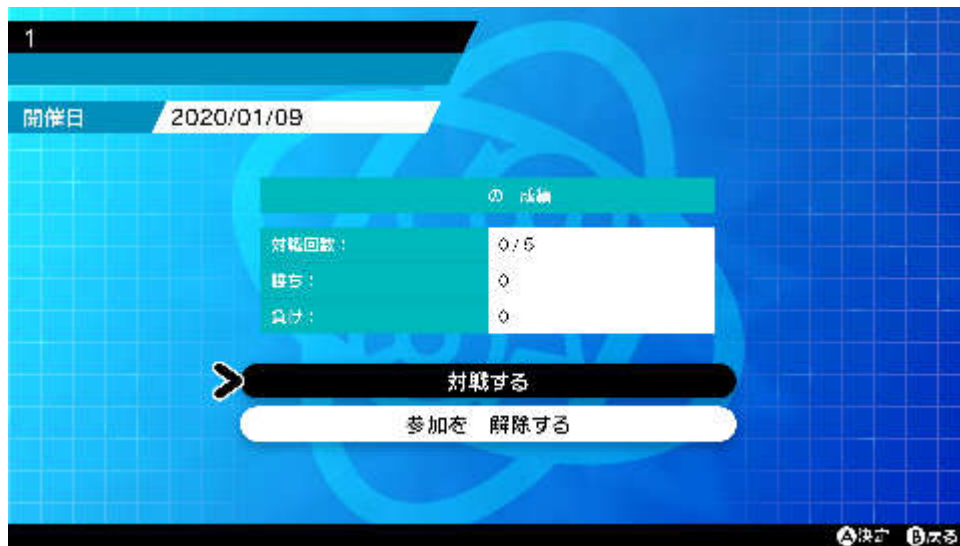 1
開催日 2020/01/09
の 成績
対戦回数: 0/5
勝ち: 0
負け: 0
対戦する
参加を 解除する
A決定 B戻る